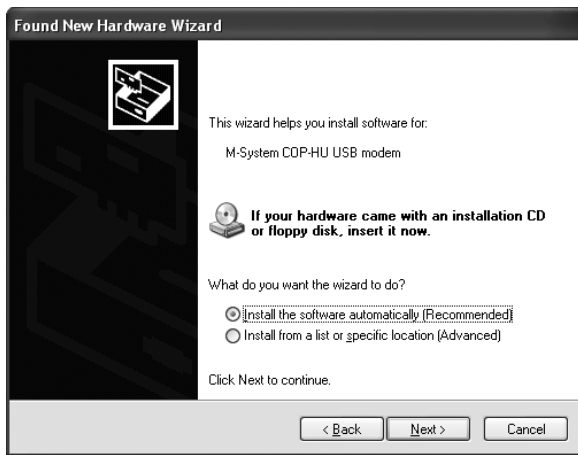 Found New Hardware Wizard
This wizard helps you install software for:
M-System COP-HU USB modem
If your hardware came with an installation CD
or floppy disk, insert it now.
What do you want the wizard to do?
Install the software automatically (Recommended)
Install from a list or specific location (Advanced)
Click Next to continue.
< Back
Next >
Cancel